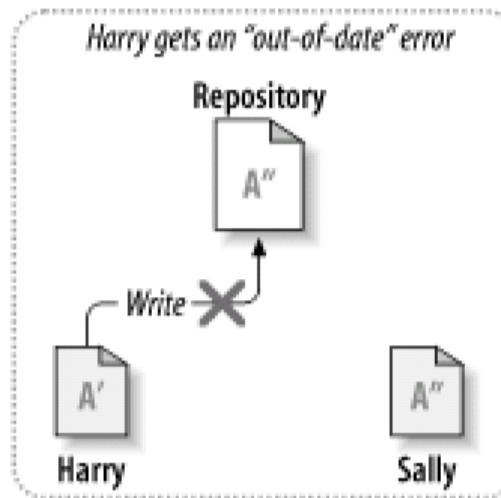 Harry gets an “out-of-date” error
Repository
A″
Write
A′
A″
Harry
Sally